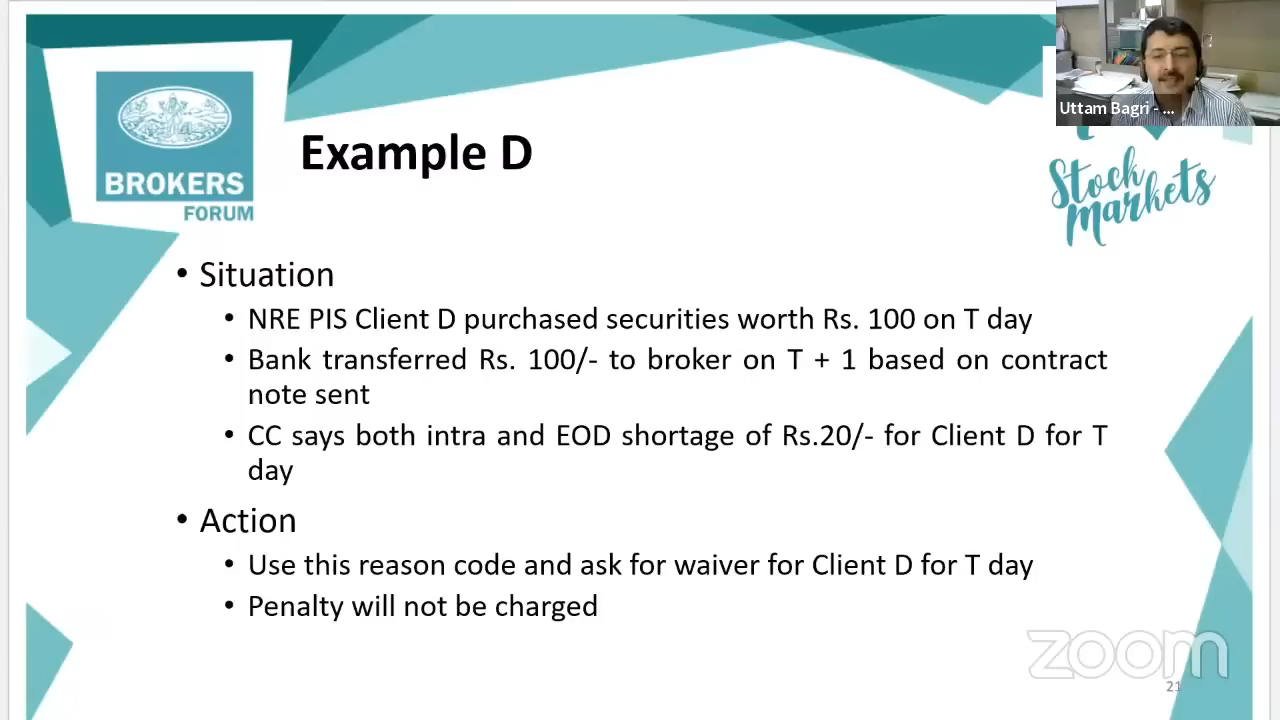 Uttam Bagri - ...
BROKERS
FORUM
Example D
Stock
Markets
• Situation
• NRE PIS Client D purchased securities worth Rs. 100 on T day
• Bank transferred Rs. 100/- to broker on T + 1 based on contract
note sent
• CC says both intra and EOD shortage of Rs.20/- for Client D for T
day
• Action
• Use this reason code and ask for waiver for Client D for T day
• Penalty will not be charged
zoom
21